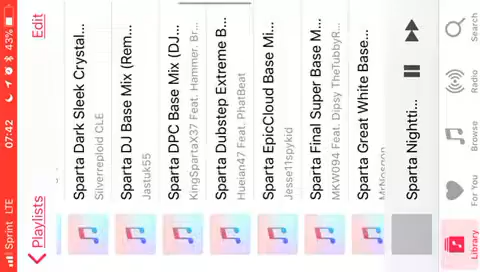 Sprint LTE
07:42
43%
Playlists
Edit
Sparta Dark Sleek Crystal...
Silverreploid CLE
Sparta DJ Base Mix (Rem...
Jastuk55
Sparta DPC Base Mix (DJ...
KingSpartaX37 Feat. Hammer, Br...
Sparta Dubstep Extreme B...
Hueian47 Feat. PhatBeat
Sparta EpicCloud Base Mi...
Jesse11spykid
Sparta Final Super Base M...
MKW094 Feat. Dipsy TheTubbyR...
Sparta Great White Base...
MrNosgon
Sparta Nightti...
Library
For You
Browse
Radio
Search